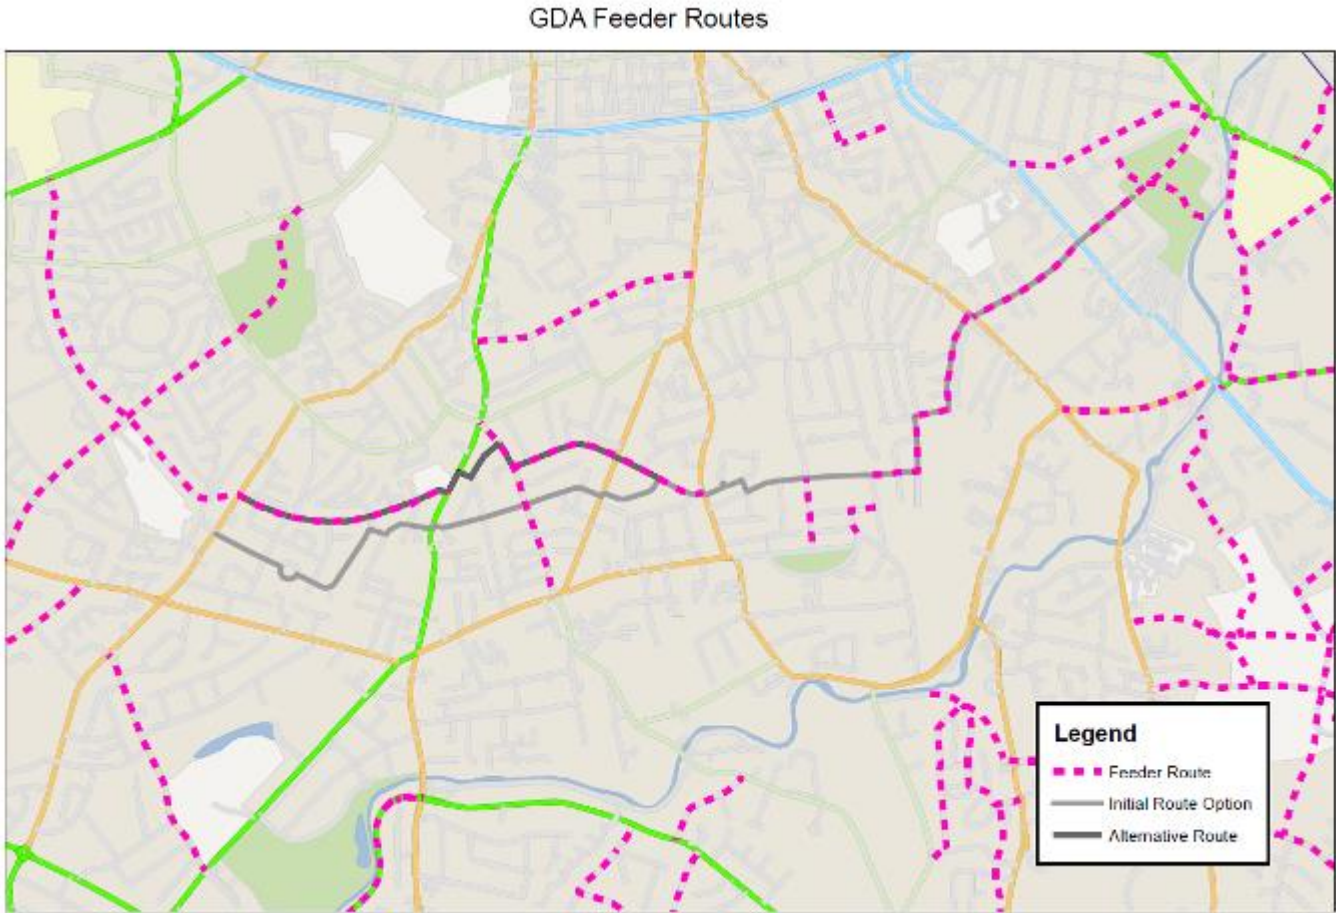 GDA Feeder Routes
Legend
Feeder Route
Initial Route Option
Alternative Route